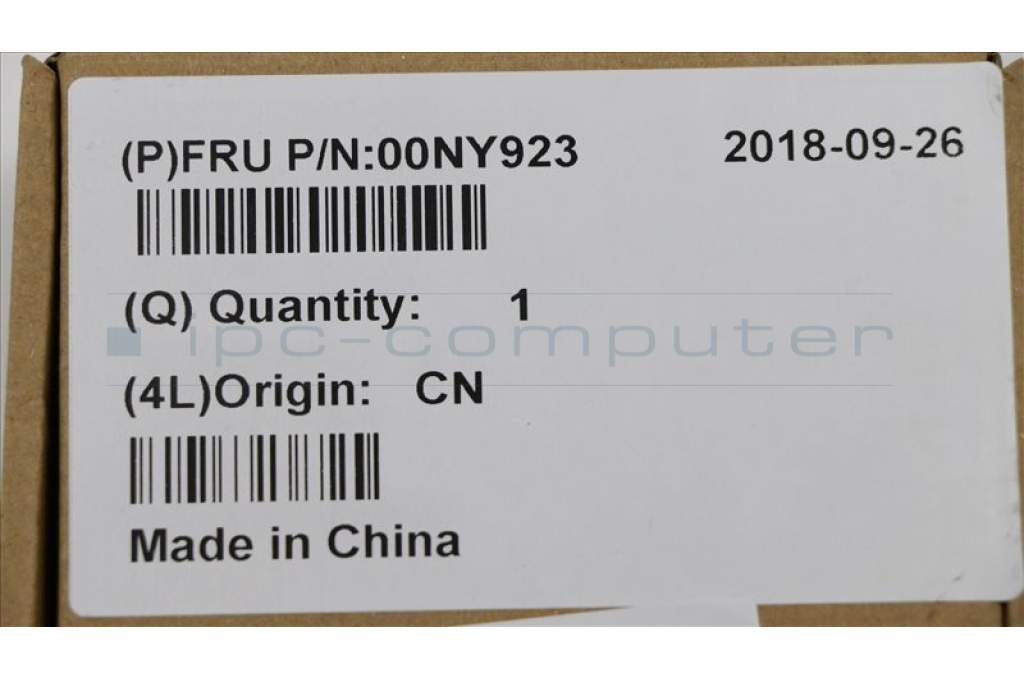 (P)FRU P/N:00NY923 2018-09-26
(Q) Quantity: 1
ipc-computer
(4L)Origin: CN
Made in China